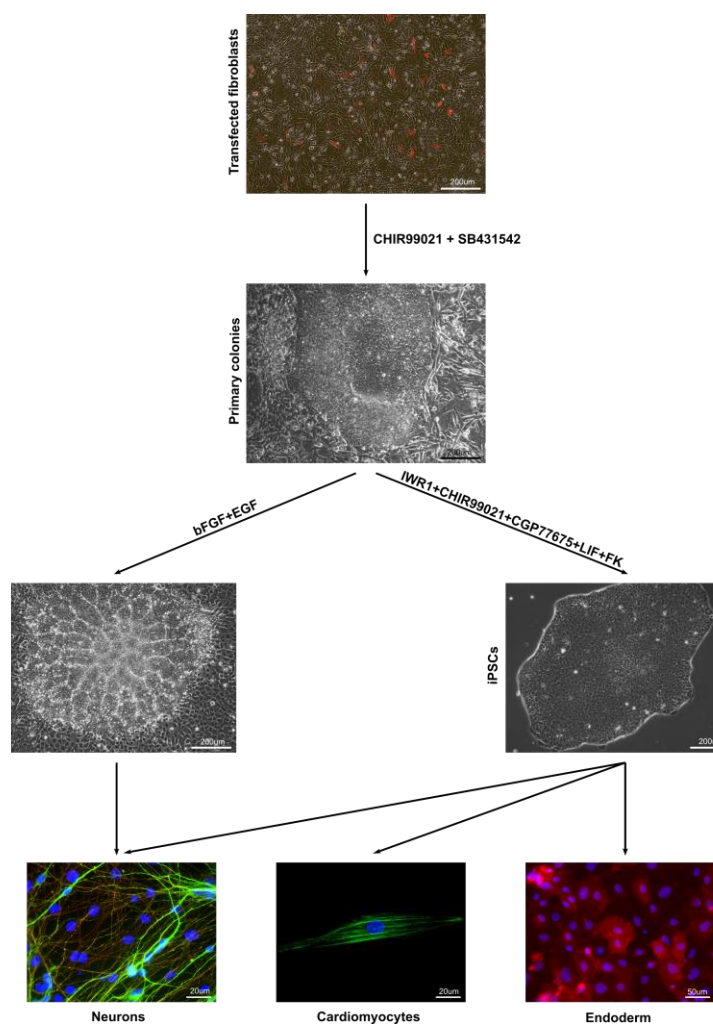 Transfected fibroblasts
200um
CHIR99021 + SB431542
Primary colonies
200um
bFGF+EGF
IWR1+CHIR99021+CGP77675+LIF+FK
200um
iPSCs
200u
20um
20um
50um
Neurons
Cardiomyocytes
Endoderm